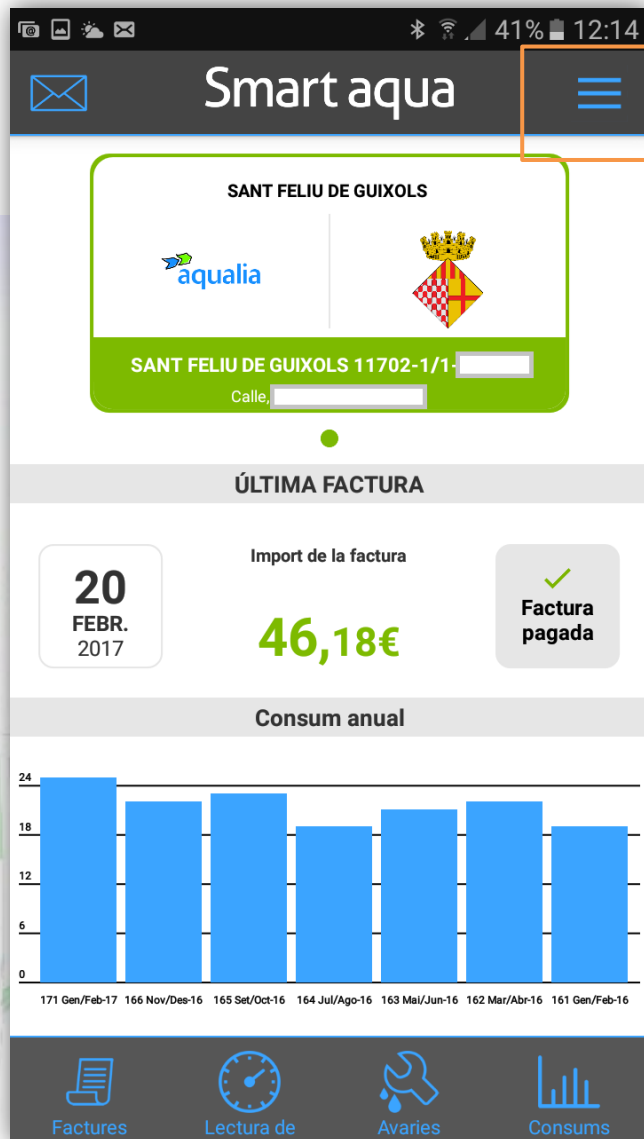 41% 12:14
Smart aqua
SANT FELIU DE GUIXOLS
aqualia
SANT FELIU DE GUIXOLS 11702-1/1-
Calle,
ÚLTIMA FACTURA
20
FEBR.
2017
Import de la factura
46,18€
Factura
pagada
Consum anual
24
18
12
6
0
171 Gen/Feb-17 166 Nov/Des-16 165 Set/Oct-16 164 Jul/Ago-16 163 Mai/Jun-16 162 Mar/Abr-16 161 Gen/Feb-16
Factures Lectura de Avaries Consums